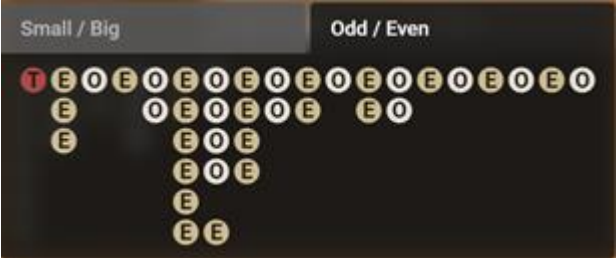 Small / Big Odd / Even
T E O E O E O E O E O E O E O E O E O
E O E O E O E E O
E E O E
E O E
E
E E